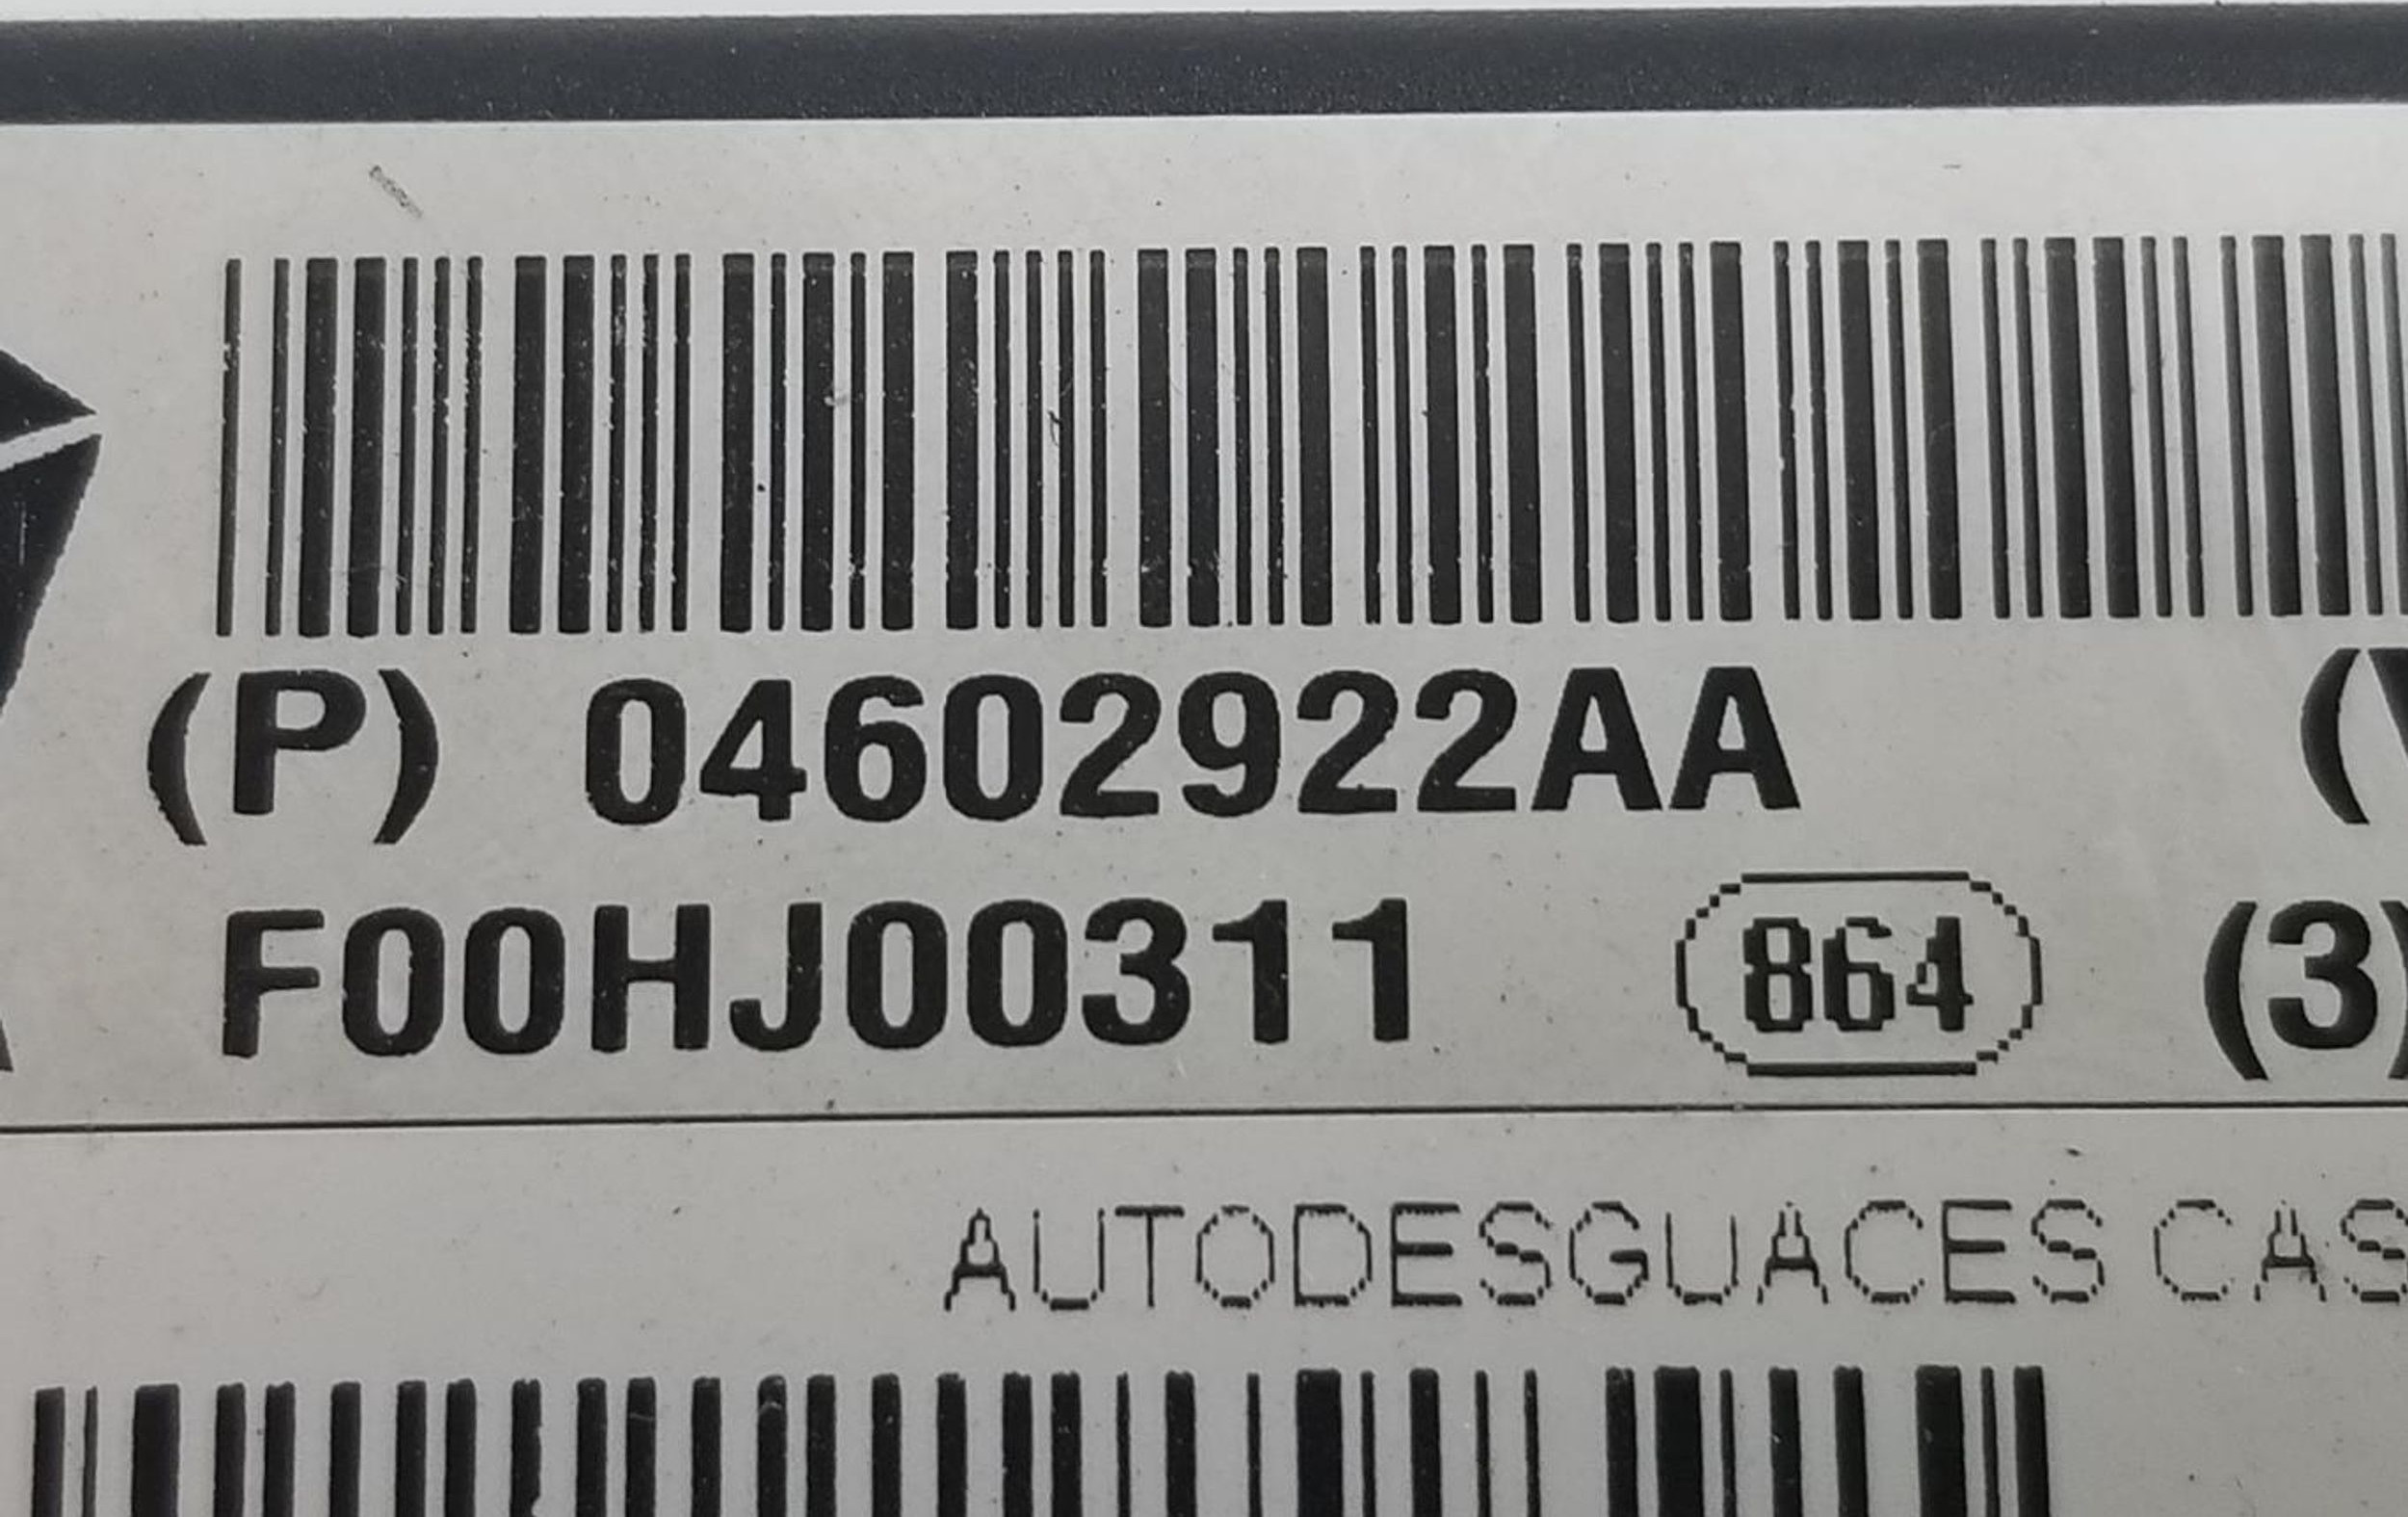 (P) 04602922AA (
F00HJ00311 864 (3)
AUTODESGUACES CAS